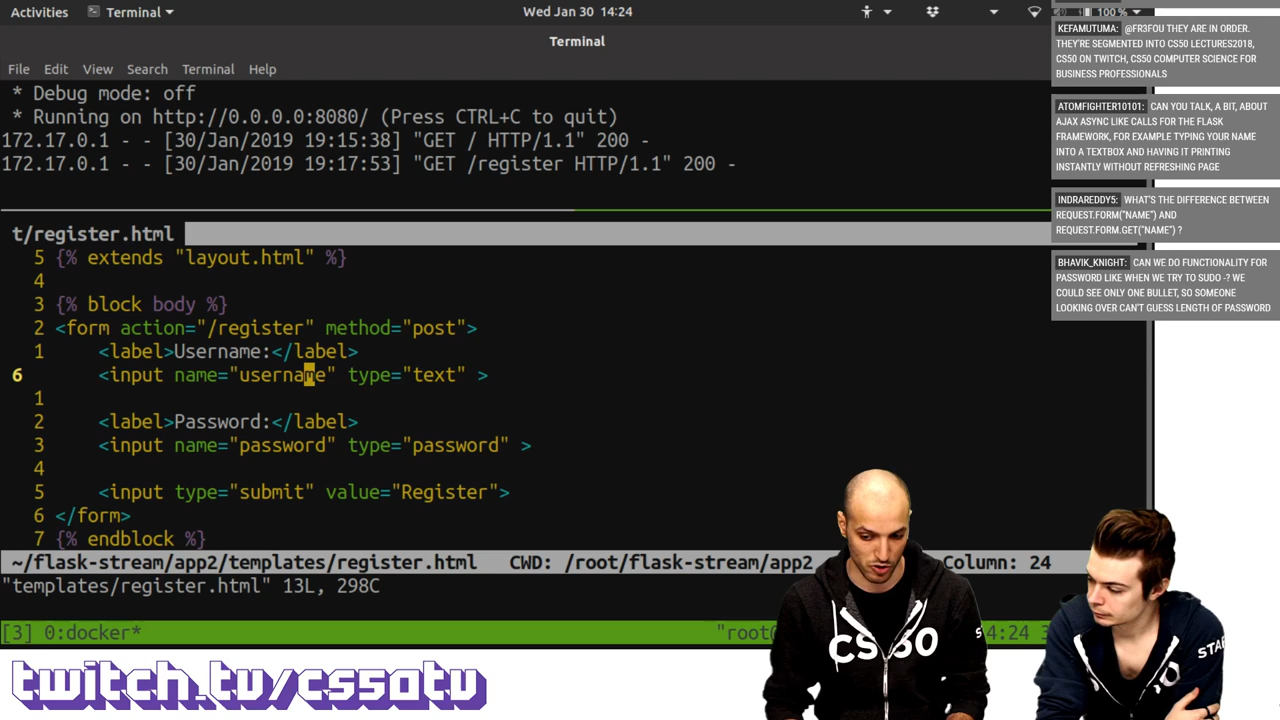 Activities Terminal Wed Jan 30 14:24 100%
Terminal
File Edit View Search Terminal Help
* Debug mode: off
* Running on http://0.0.0.0:8080/ (Press CTRL+C to quit)
172.17.0.1 - - [30/Jan/2019 19:15:38] "GET / HTTP/1.1" 200 -
172.17.0.1 - - [30/Jan/2019 19:17:53] "GET /register HTTP/1.1" 200 -
t/register.html
5 {% extends "layout.html" %}
4
3 {% block body %}
2 <form action="/register" method="post">
1 <label>Username:</label>
6 <input name="username" type="text" >
1
2 <label>Password:</label>
3 <input name="password" type="password" >
4
5 <input type="submit" value="Register">
6 </form>
7 {% endblock %}
~/flask-stream/app2/templates/register.html CWD: /root/flask-stream/app2 Column: 24
"templates/register.html" 13L, 298C
[3] 0:docker* "root@ 4:24 3
KEFAMUTUMA: @FR3FOU THEY ARE IN ORDER.
THEY'RE SEGMENTED INTO CS50 LECTURES2018,
CS50 ON TWITCH, CS50 COMPUTER SCIENCE FOR
BUSINESS PROFESSIONALS
ATOMFIGHTER10101: CAN YOU TALK, A BIT, ABOUT
AJAX ASYNC LIKE CALLS FOR THE FLASK
FRAMEWORK, FOR EXAMPLE TYPING YOUR NAME
INTO A TEXTBOX AND HAVING IT PRINTING
INSTANTLY WITHOUT REFRESHING PAGE
INDRAREDDY5: WHAT'S THE DIFFERENCE BETWEEN
REQUEST.FORM("NAME") AND
REQUEST.FORM.GET("NAME") ?
BHAVIK_KNIGHT: CAN WE DO FUNCTIONALITY FOR
PASSWORD LIKE WHEN WE TRY TO SUDO -? WE
COULD SEE ONLY ONE BULLET, SO SOMEONE
LOOKING OVER CAN'T GUESS LENGTH OF PASSWORD
CS50
STAR
twitch.tv/cs50tv